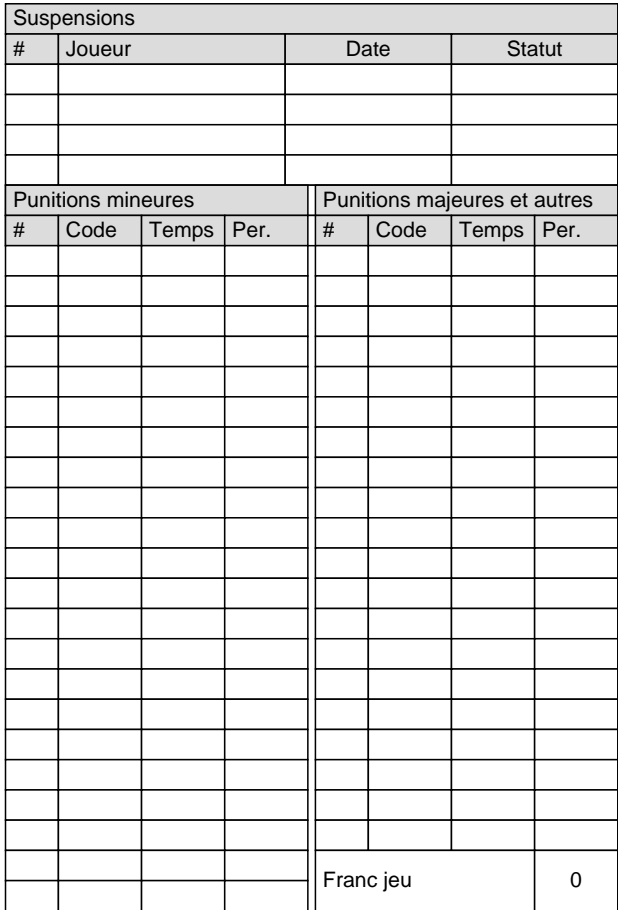 Suspensions
# Joueur Date Statut
Punitions mineures Punitions majeures et autres
# Code Temps Per. # Code Temps Per.
Franc jeu 0